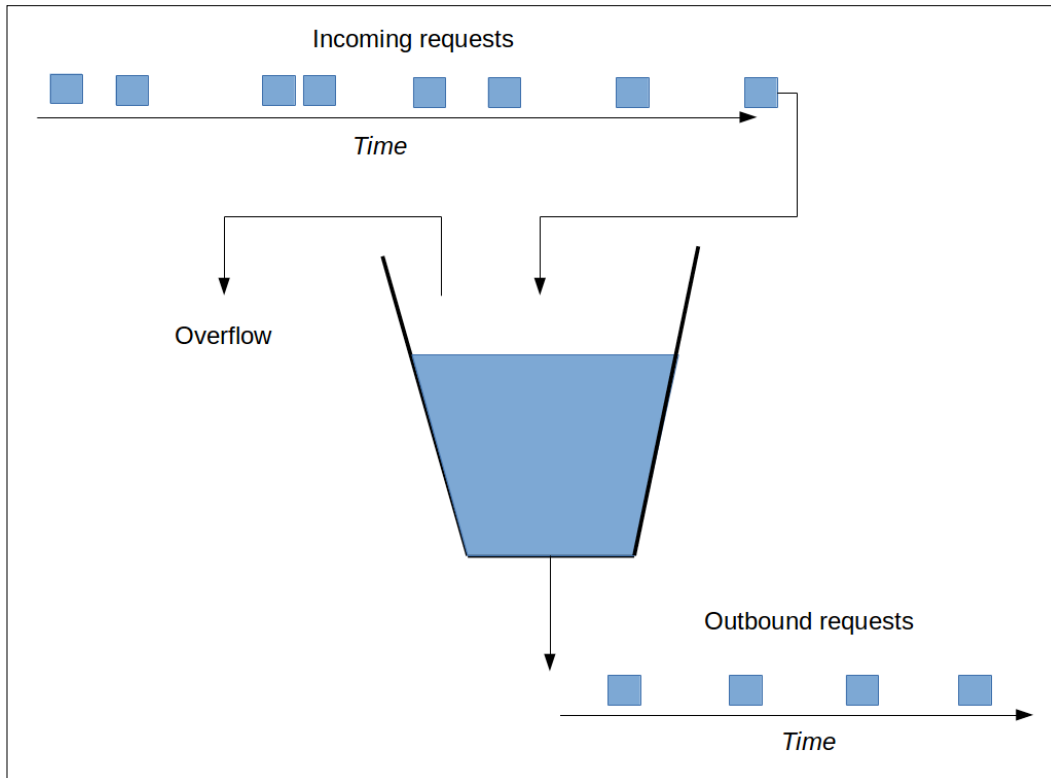 Incoming requests
Time
Overflow
Outbound requests
Time